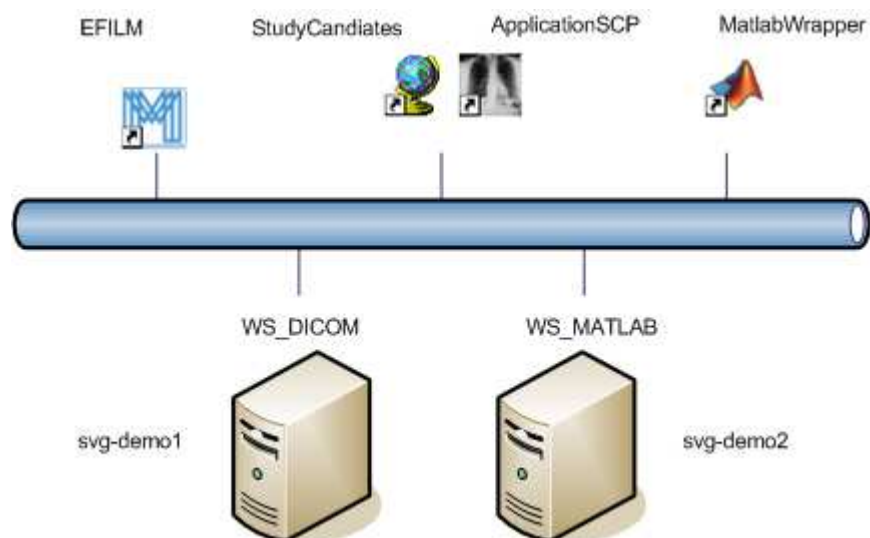 EFILM
StudyCandiates
ApplicationSCP
MatlabWrapper
WS_DICOM
WS_MATLAB
svg-demo1
svg-demo2